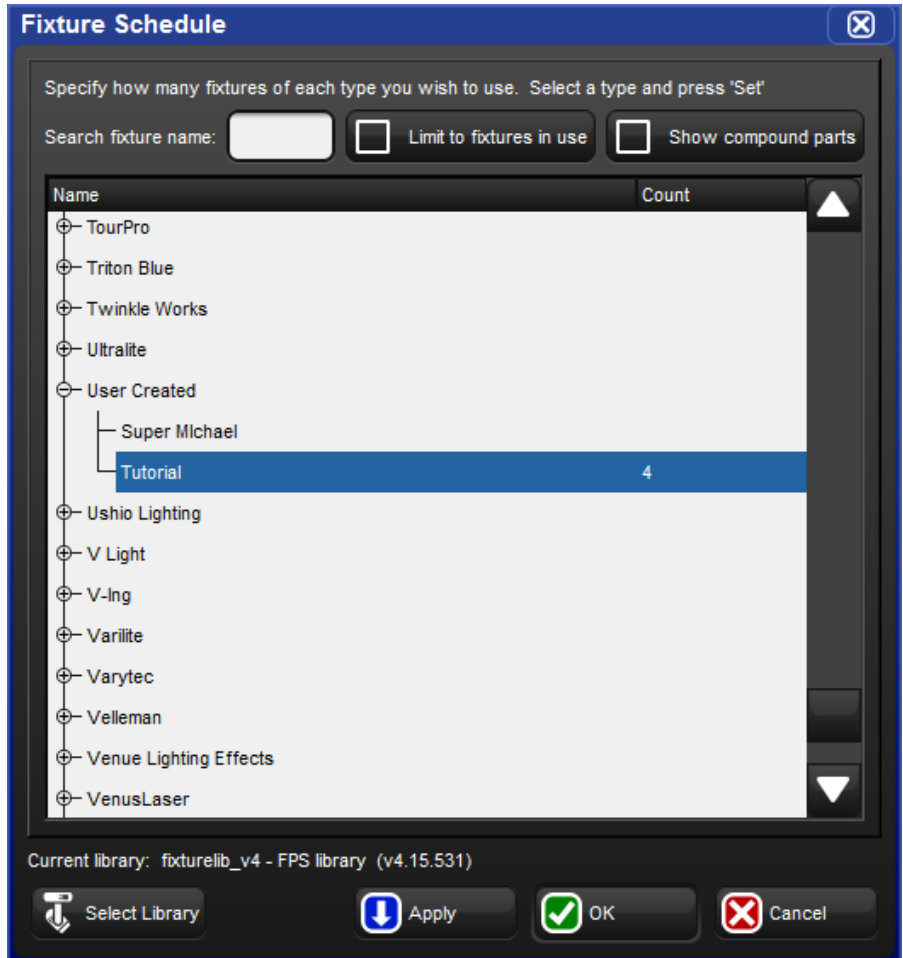 Fixture Schedule
Specify how many fixtures of each type you wish to use. Select a type and press 'Set'
Search fixture name: Limit to fixtures in use Show compound parts
Name Count
TourPro
Triton Blue
Twinkle Works
Ultralite
User Created
Super MIchael
Tutorial 4
Ushio Lighting
V Light
V-Ing
Varilite
Varytec
Velleman
Venue Lighting Effects
VenusLaser
Current library: fixturelib_v4 - FPS library (v4.15.531)
Select Library Apply OK Cancel